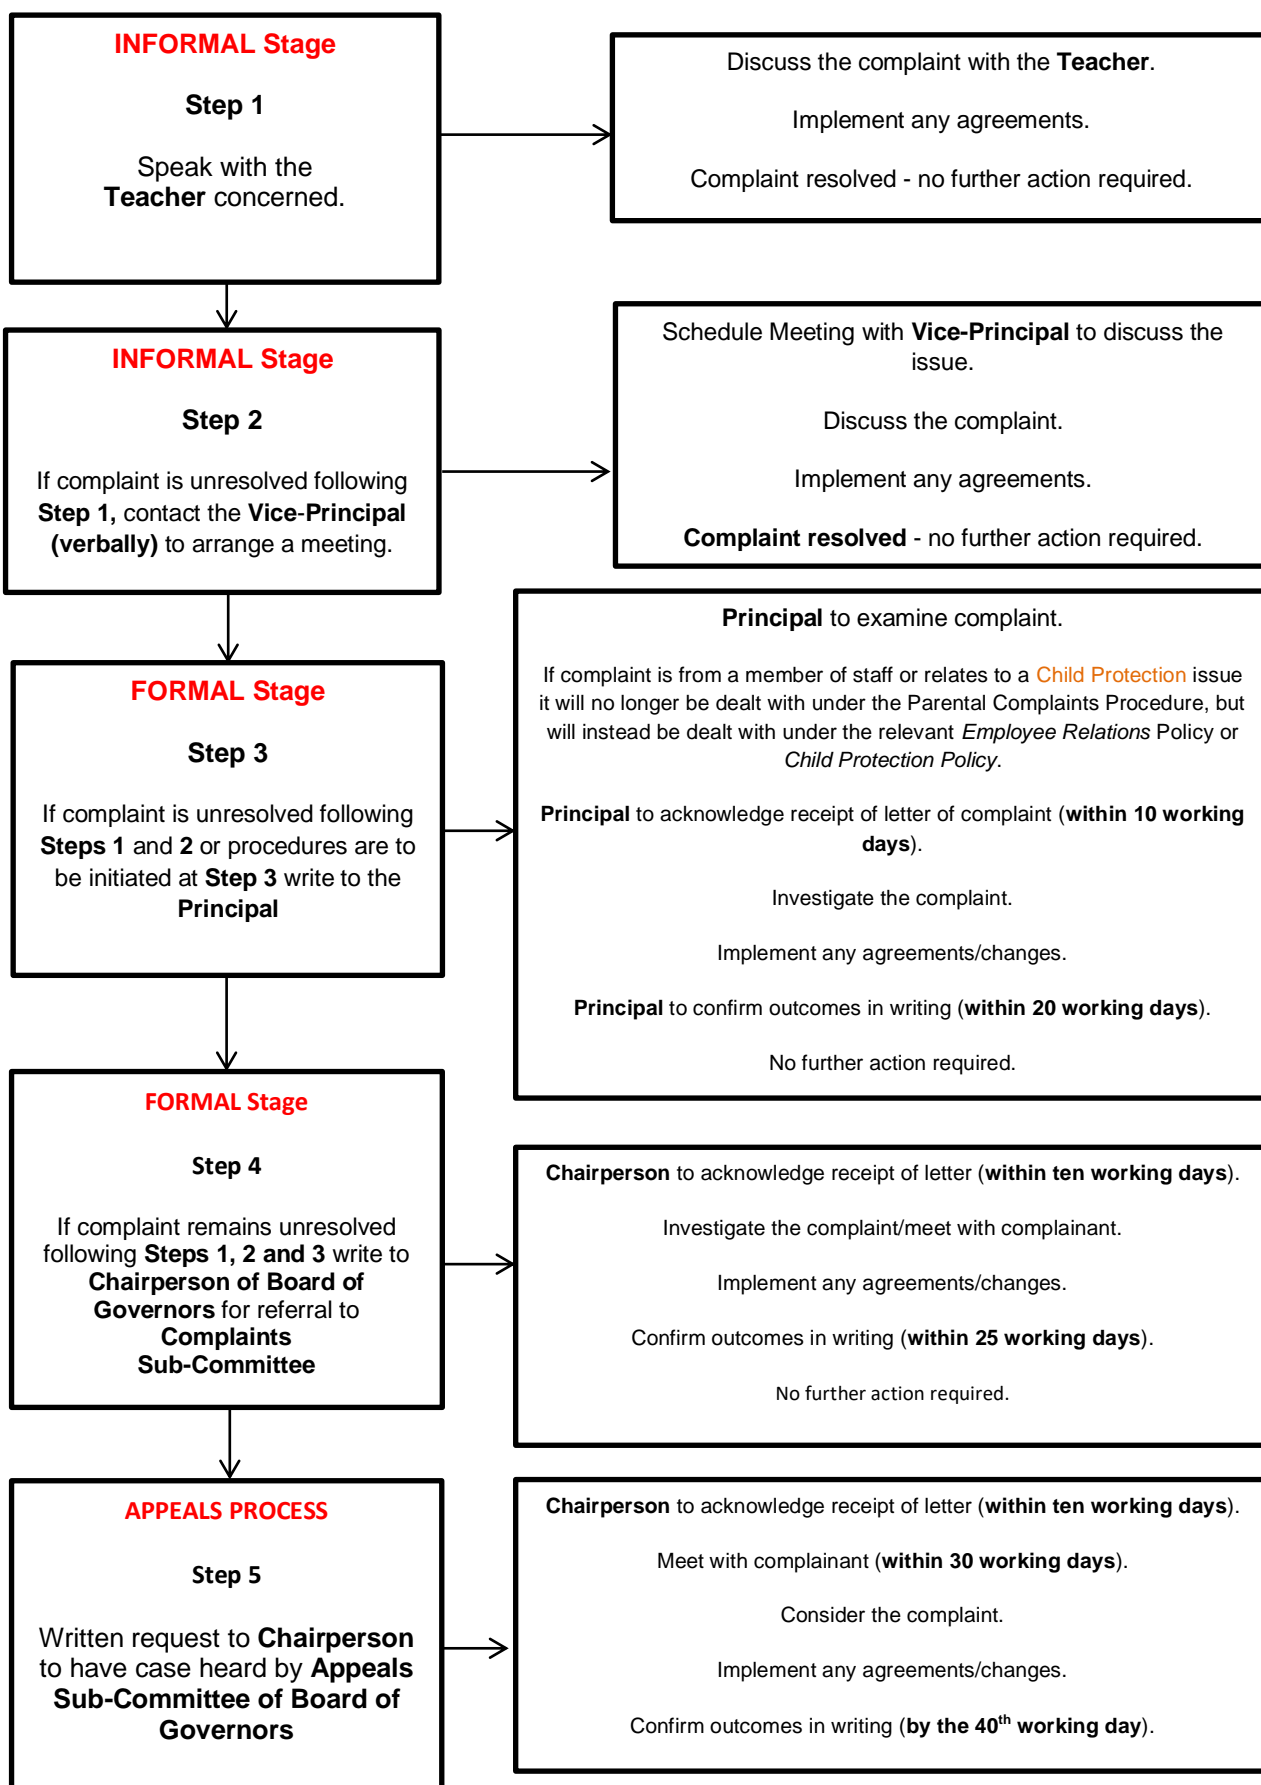 INFORMAL Stage
Step 1
Speak with the
Teacher concerned.
Discuss the complaint with the Teacher.
Implement any agreements.
Complaint resolved - no further action required.
INFORMAL Stage
Step 2
If complaint is unresolved following
Step 1, contact the Vice-Principal
(verbally) to arrange a meeting.
Schedule Meeting with Vice-Principal to discuss the
issue.
Discuss the complaint.
Implement any agreements.
Complaint resolved - no further action required.
FORMAL Stage
Step 3
If complaint is unresolved following
Steps 1 and 2 or procedures are to
be initiated at Step 3 write to the
Principal
Principal to examine complaint.
If complaint is from a member of staff or relates to a Child Protection issue
it will no longer be dealt with under the Parental Complaints Procedure, but
will instead be dealt with under the relevant Employee Relations Policy or
Child Protection Policy.
Principal to acknowledge receipt of letter of complaint (within 10 working
days).
Investigate the complaint.
Implement any agreements/changes.
Principal to confirm outcomes in writing (within 20 working days).
No further action required.
FORMAL Stage
Step 4
If complaint remains unresolved
following Steps 1, 2 and 3 write to
Chairperson of Board of
Governors for referral to
Complaints
Sub-Committee
Chairperson to acknowledge receipt of letter (within ten working days).
Investigate the complaint/meet with complainant.
Implement any agreements/changes.
Confirm outcomes in writing (within 25 working days).
No further action required.
APPEALS PROCESS
Step 5
Written request to Chairperson
to have case heard by Appeals
Sub-Committee of Board of
Governors
Chairperson to acknowledge receipt of letter (within ten working days).
Meet with complainant (within 30 working days).
Consider the complaint.
Implement any agreements/changes.
Confirm outcomes in writing (by the 40th working day).